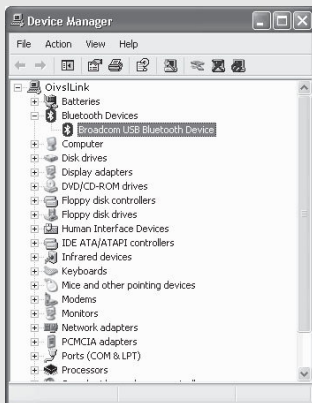 Device Manager
File Action View Help
OivslLink
Batteries
Bluetooth Devices
Broadcom USB Bluetooth Device
Computer
Disk drives
Display adapters
DVD/CD-ROM drives
Floppy disk controllers
Floppy disk drives
Human Interface Devices
IDE ATA/ATAPI controllers
Infrared devices
Keyboards
Mice and other pointing devices
Modems
Monitors
Network adapters
PCMCIA adapters
Ports (COM & LPT)
Processors